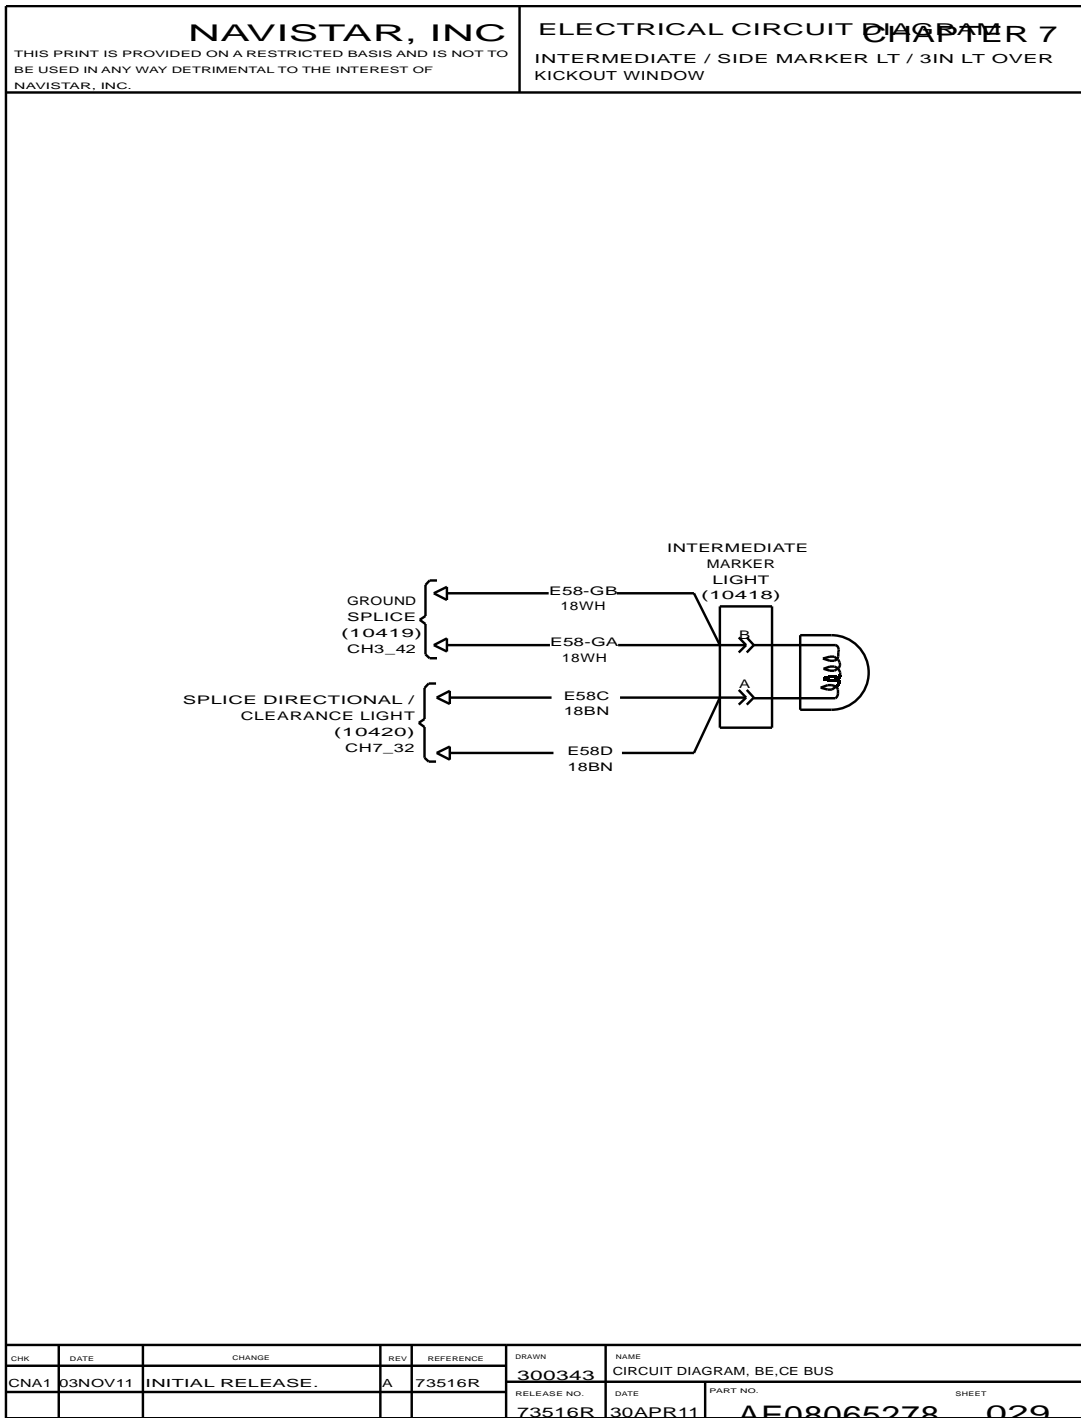 NAVISTAR, INC
THIS PRINT IS PROVIDED ON A RESTRICTED BASIS AND IS NOT TO
BE USED IN ANY WAY DETRIMENTAL TO THE INTEREST OF
NAVISTAR, INC.
ELECTRICAL CIRCUIT DIAGRAM
CHAPTER 7
INTERMEDIATE / SIDE MARKER LT / 3IN LT OVER
KICKOUT WINDOW
INTERMEDIATE
MARKER
LIGHT
(10418)
GROUND
SPLICE
(10419)
CH3_42
E58-GB
18WH
E58-GA
18WH
B
A
SPLICE DIRECTIONAL /
CLEARANCE LIGHT
(10420)
CH7_32
E58C
18BN
E58D
18BN
CHK DATE CHANGE REV REFERENCE
CNA1 03NOV11 INITIAL RELEASE. A 73516R
DRAWN
300343
NAME
CIRCUIT DIAGRAM, BE,CE BUS
RELEASE NO.
73516R
DATE
30APR11
PART NO.
AE08065278
SHEET
029